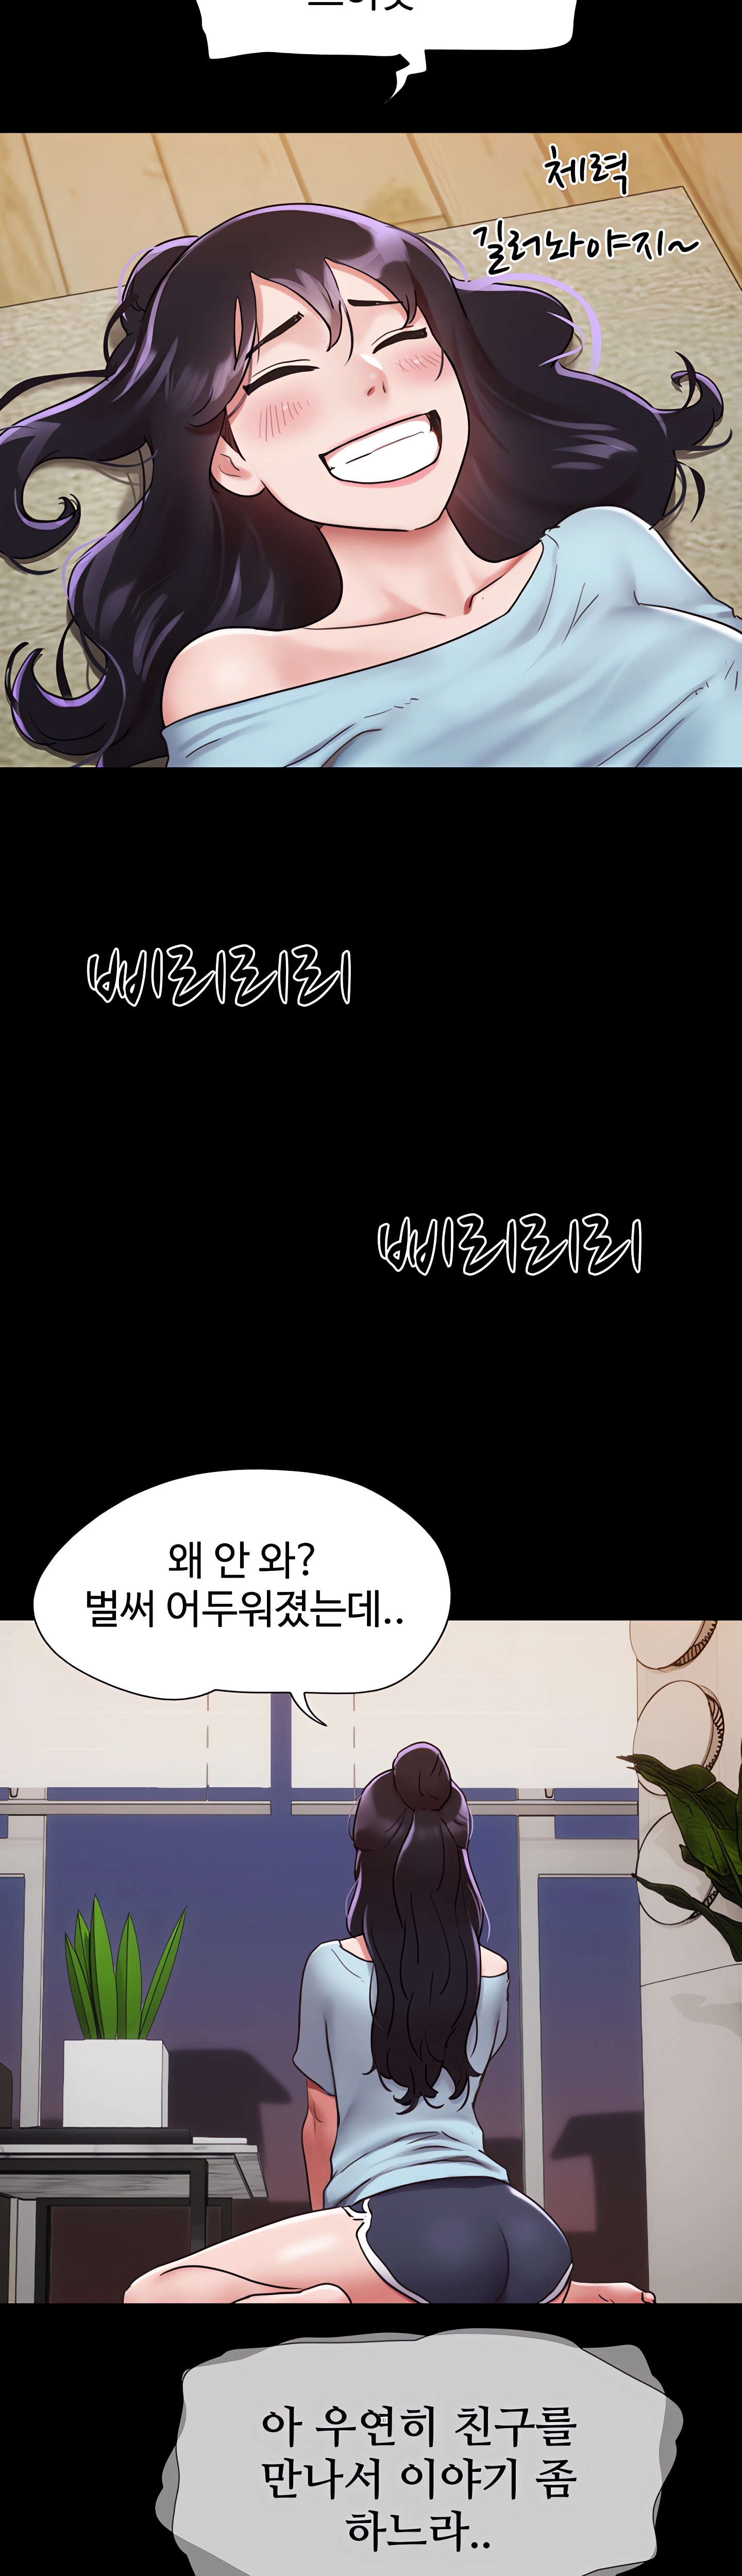 체력
길러놔야지~
삐리리리
삐리리리
왜 안 와?
벌써 어두워졌는데..
아 우연히 친구를
만나서 이야기 좀
하느라..